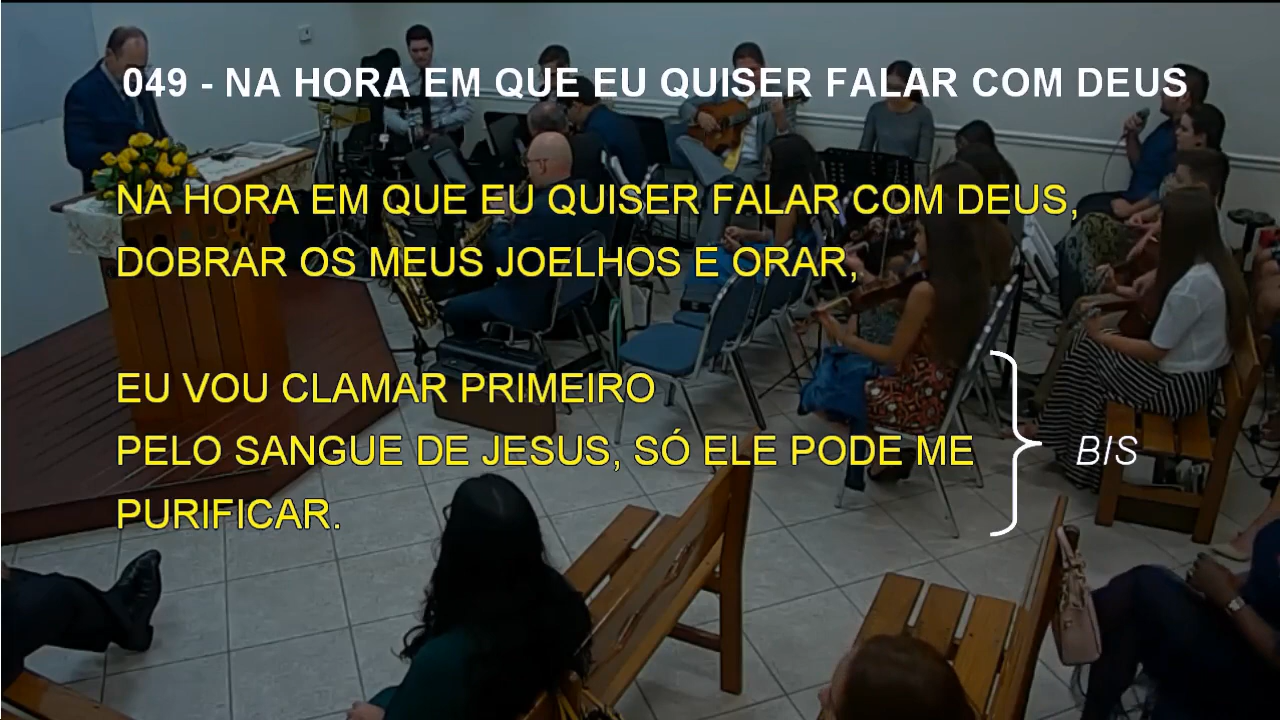 049 - NA HORA EM QUE EU QUISER FALAR COM DEUS
NA HORA EM QUE EU QUISER FALAR COM DEUS,
DOBRAR OS MEUS JOELHOS E ORAR,
EU VOU CLAMAR PRIMEIRO
PELO SANGUE DE JESUS, SÓ ELE PODE ME
PURIFICAR.
BIS